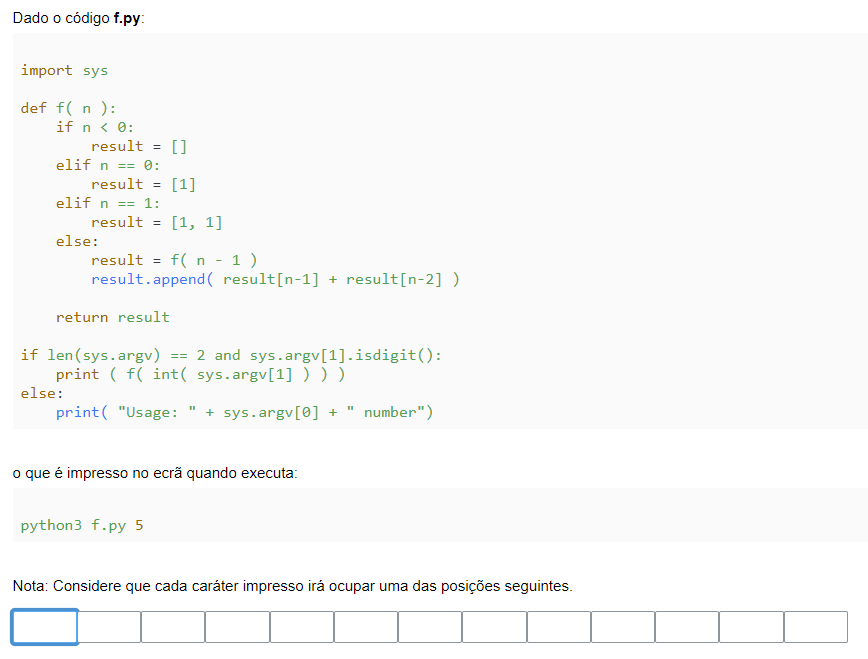 Dado o código f.py:
import sys
def f( n ):
    if n < 0:
        result = []
    elif n == 0:
        result = [1]
    elif n == 1:
        result = [1, 1]
    else:
        result = f( n - 1 )
        result.append( result[n-1] + result[n-2] )
    return result
if len(sys.argv) == 2 and sys.argv[1].isdigit():
    print ( f( int( sys.argv[1] ) ) )
else:
    print( "Usage: " + sys.argv[0] + " number")
o que é impresso no ecrã quando executa:
python3 f.py 5
Nota: Considere que cada caráter impresso irá ocupar uma das posições seguintes.